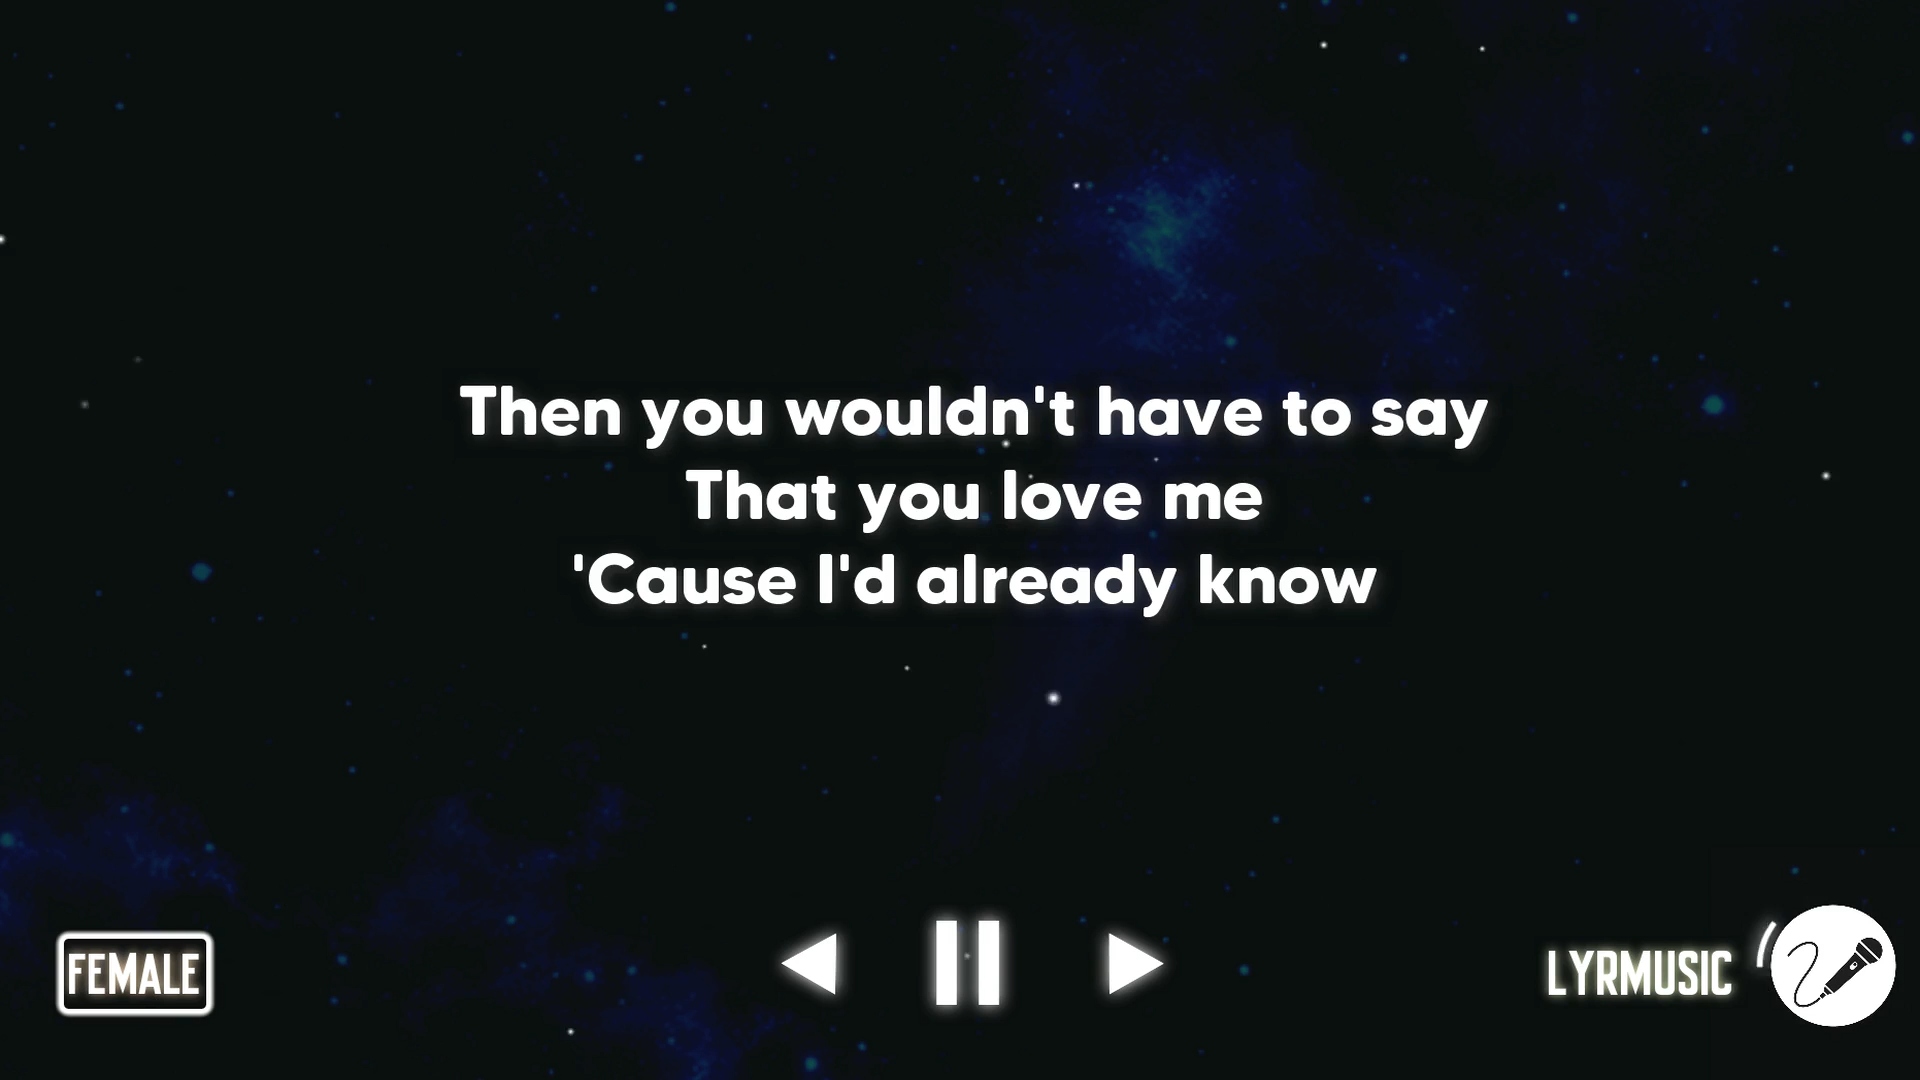 Then you wouldn't have to say
That you love me
'Cause I'd already know
FEMALE
LYRMUSIC